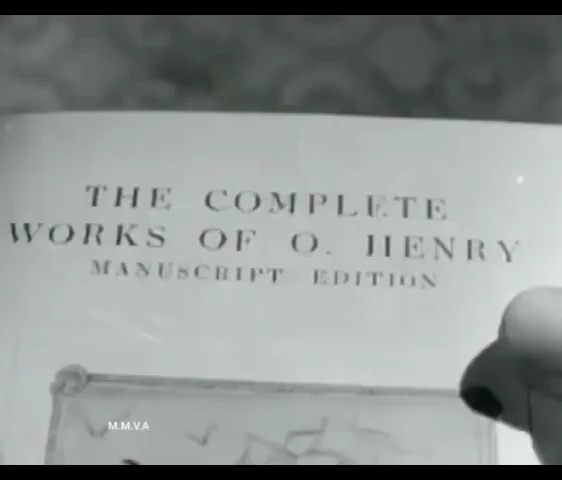 THE COMPLETE
WORKS OF O. HENRY
MANUSCRIPT EDITION
M.M.V.A